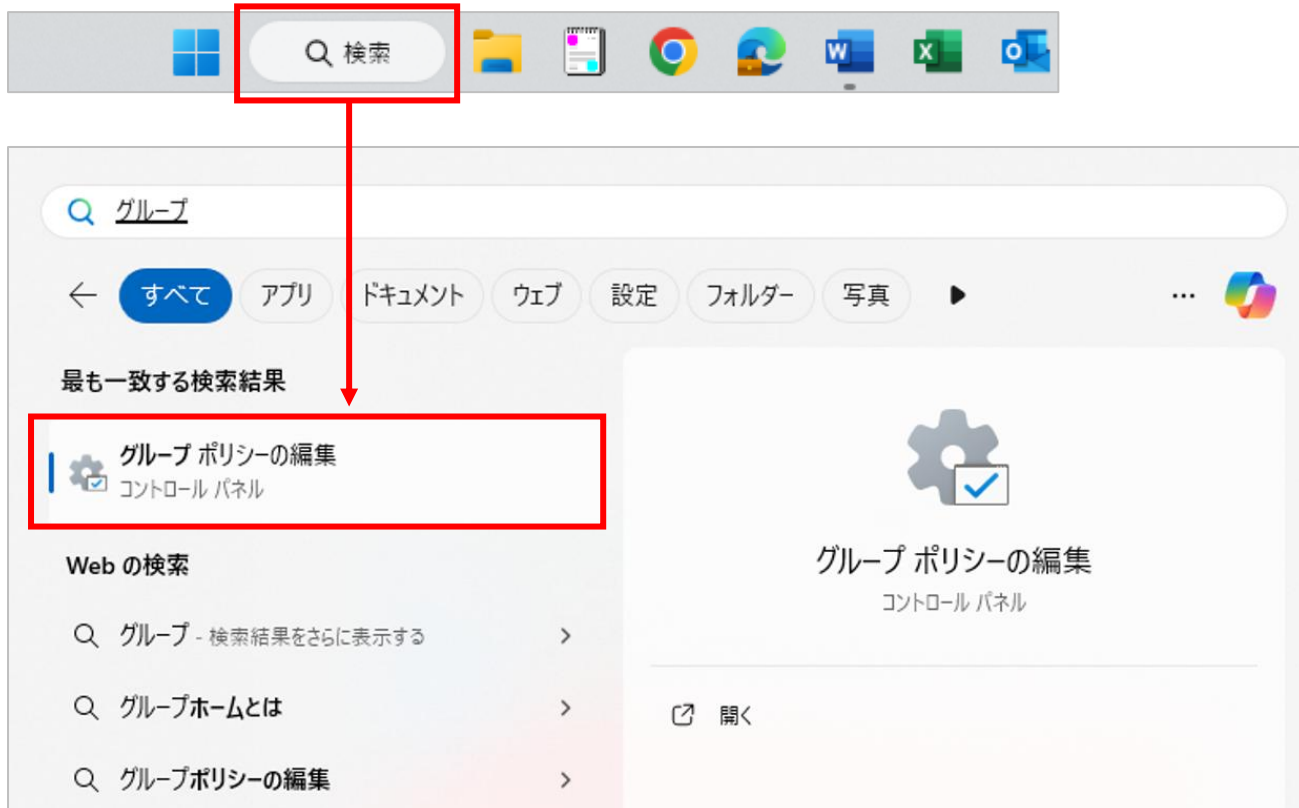 検索
W
X
O
グループ
すべて
アプリ
ドキュメント
ウェブ
設定
フォルダー
写真
最も一致する検索結果
グループ ポリシーの編集
コントロール パネル
Web の検索
グループ - 検索結果をさらに表示する
グループホームとは
グループポリシーの編集
グループ ポリシーの編集
コントロール パネル
開く